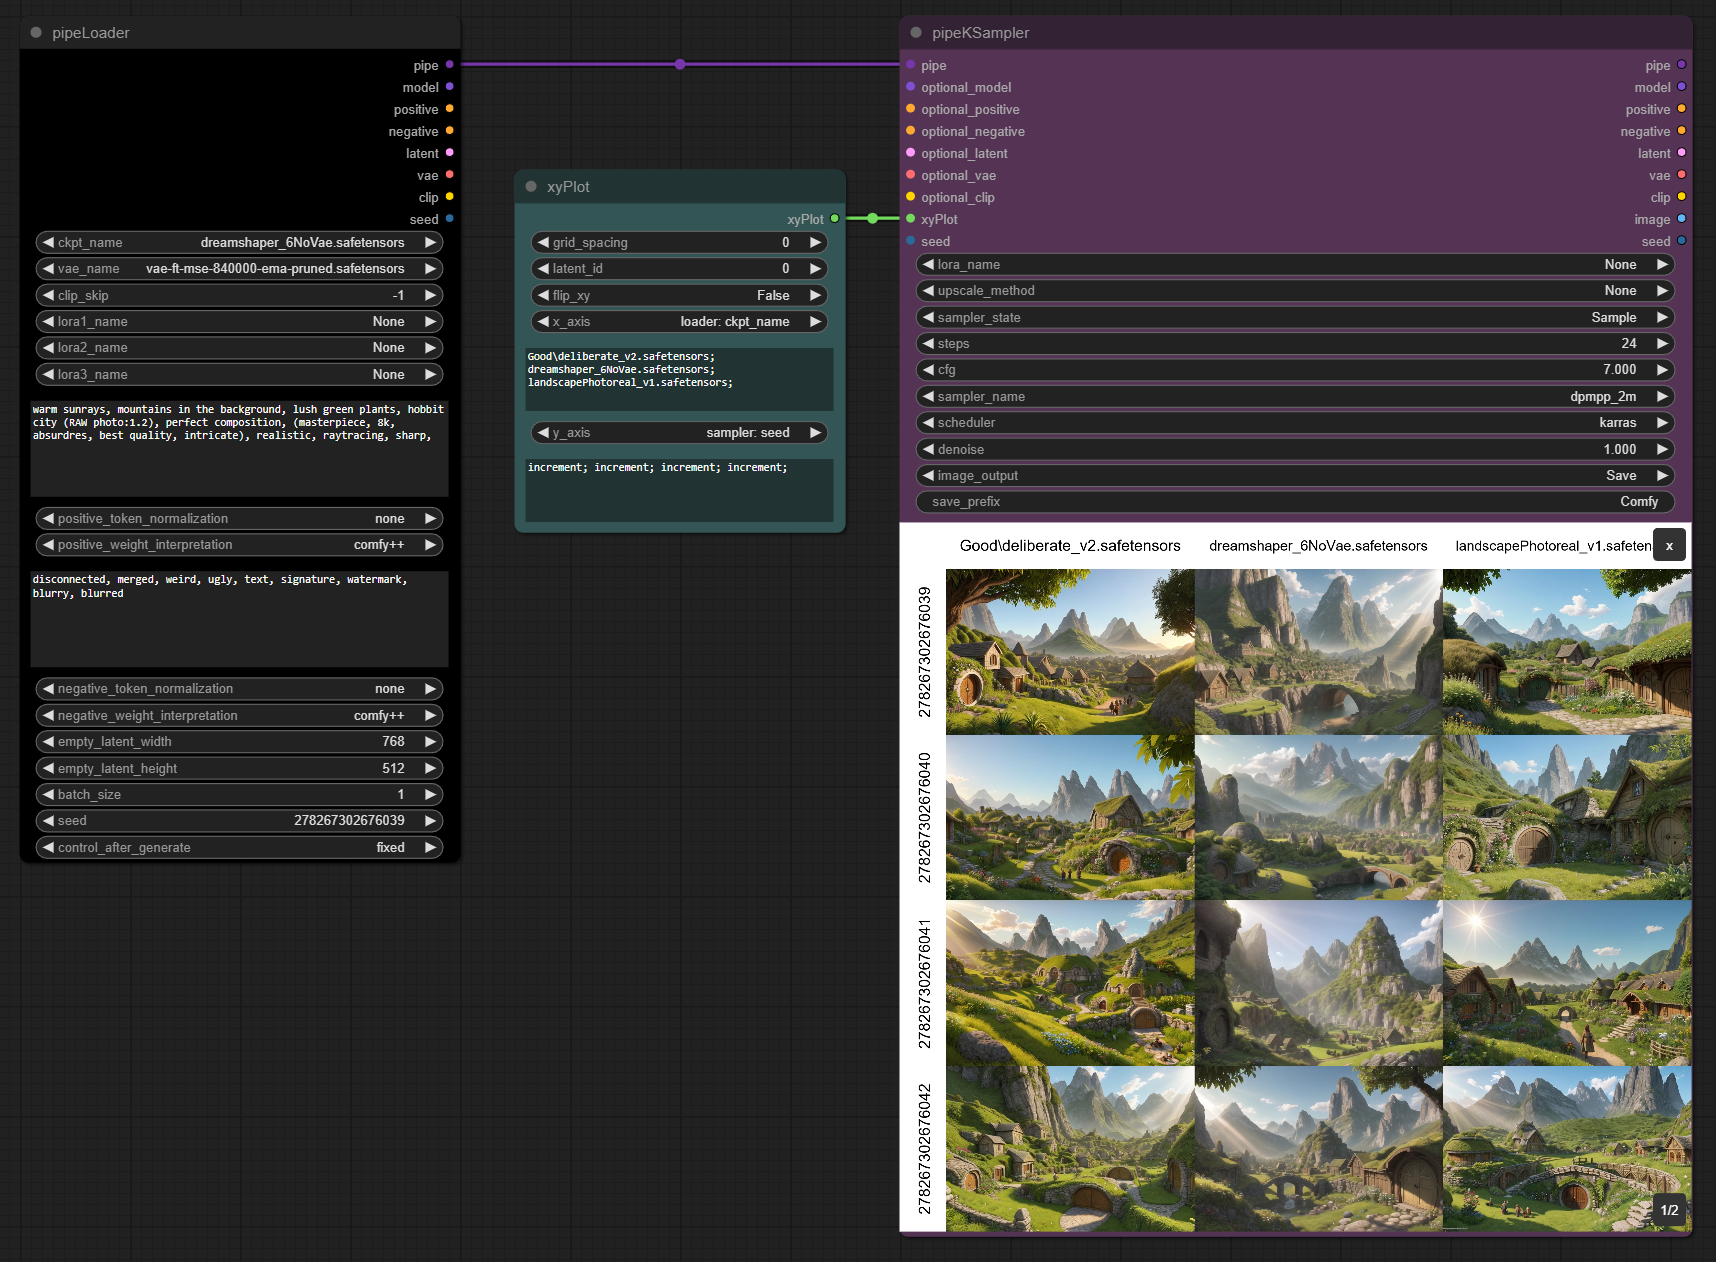 pipeLoader
pipe
model
positive
negative
latent
vae
clip
seed
ckpt_name dreamshaper_6NoVae.safetensors
vae_name vae-ft-mse-840000-ema-pruned.safetensors
clip_skip -1
lora1_name None
lora2_name None
lora3_name None
warm sunrays, mountains in the background, lush green plants, hobbit
city (RAW photo:1.2), perfect composition, (masterpiece, 8k,
absurdres, best quality, intricate), realistic, raytracing, sharp,
positive_token_normalization none
positive_weight_interpretation comfy++
disconnected, merged, weird, ugly, text, signature, watermark,
blurry, blurred
negative_token_normalization none
negative_weight_interpretation comfy++
empty_latent_width 768
empty_latent_height 512
batch_size 1
seed 278267302676039
control_after_generate fixed
xyPlot
xyPlot
grid_spacing 0
latent_id 0
flip_xy False
x_axis loader: ckpt_name
Good\deliberate_v2.safetensors;
dreamshaper_6NoVae.safetensors;
landscapePhotoreal_v1.safetensors;
y_axis sampler: seed
increment; increment; increment; increment;
pipeKSampler
pipe pipe
optional_model model
optional_positive positive
optional_negative negative
optional_latent latent
optional_vae vae
optional_clip clip
xyPlot image
seed seed
lora_name None
upscale_method None
sampler_state Sample
steps 24
cfg 7.000
sampler_name dpmpp_2m
scheduler karras
denoise 1.000
image_output Save
save_prefix Comfy
Good\deliberate_v2.safetensors dreamshaper_6NoVae.safetensors landscapePhotoreal_v1.safeten x
278267302676039
278267302676040
278267302676041
278267302676042
1/2